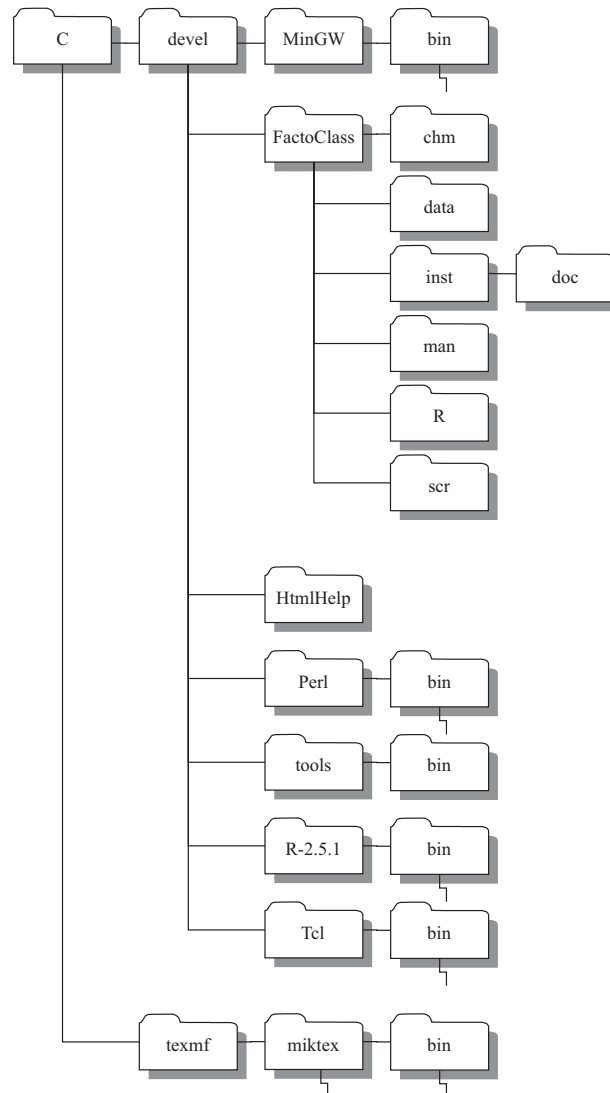 C
devel
MinGW
bin
FactoClass
chm
data
inst
doc
man
R
scr
HtmlHelp
Perl
bin
tools
bin
R-2.5.1
bin
Tcl
bin
texmf
miktex
bin